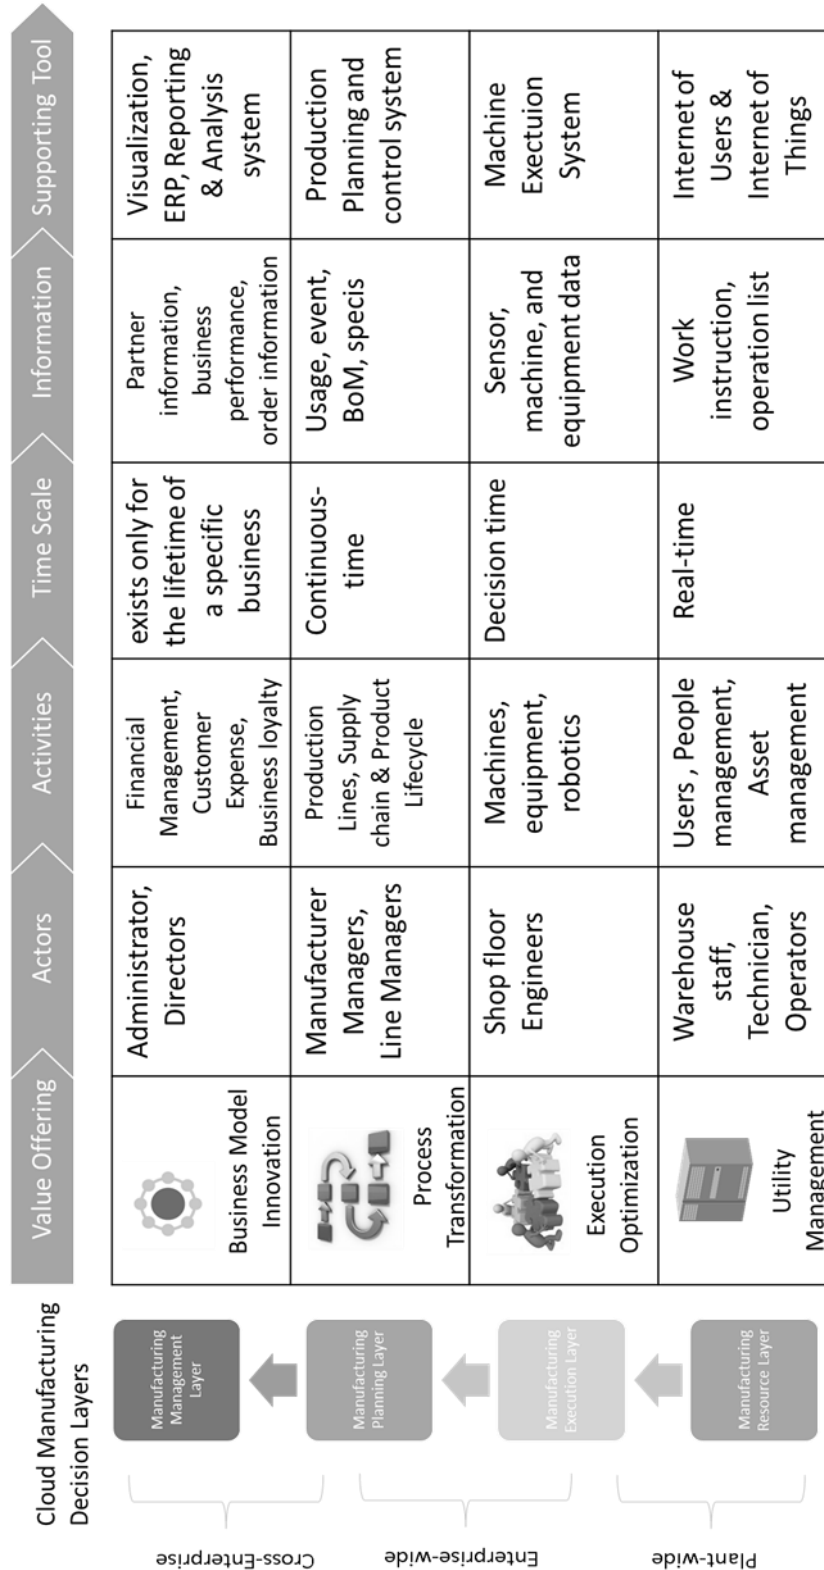 Cloud Manufacturing
Decision Layers
Value Offering
Actors
Activities
Time Scale
Information
Supporting Tool
Cross-Enterprise
Manufacturing
Management
Layer
Business Model
Innovation
Administrator,
Directors
Financial
Management,
Customer
Expense,
Business loyalty
exists only for
the lifetime of
a specific
business
Partner
information,
business
performance,
order information
Visualization,
ERP, Reporting
& Analysis
system
Enterprise-wide
Manufacturing
Planning Layer
Process
Transformation
Manufacturer
Managers,
Line Managers
Production
Lines, Supply
chain & Product
Lifecycle
Continuous-
time
Usage, event,
BoM, specis
Production
Planning and
control system
Manufacturing
Execution Layer
Execution
Optimization
Shop floor
Engineers
Machines,
equipment,
robotics
Decision time
Sensor,
machine, and
equipment data
Machine
Exectuion
System
Plant-wide
Manufacturing
Resource Layer
Utility
Management
Warehouse
staff,
Technician,
Operators
Users , People
management,
Asset
management
Real-time
Work
instruction,
operation list
Internet of
Users &
Internet of
Things